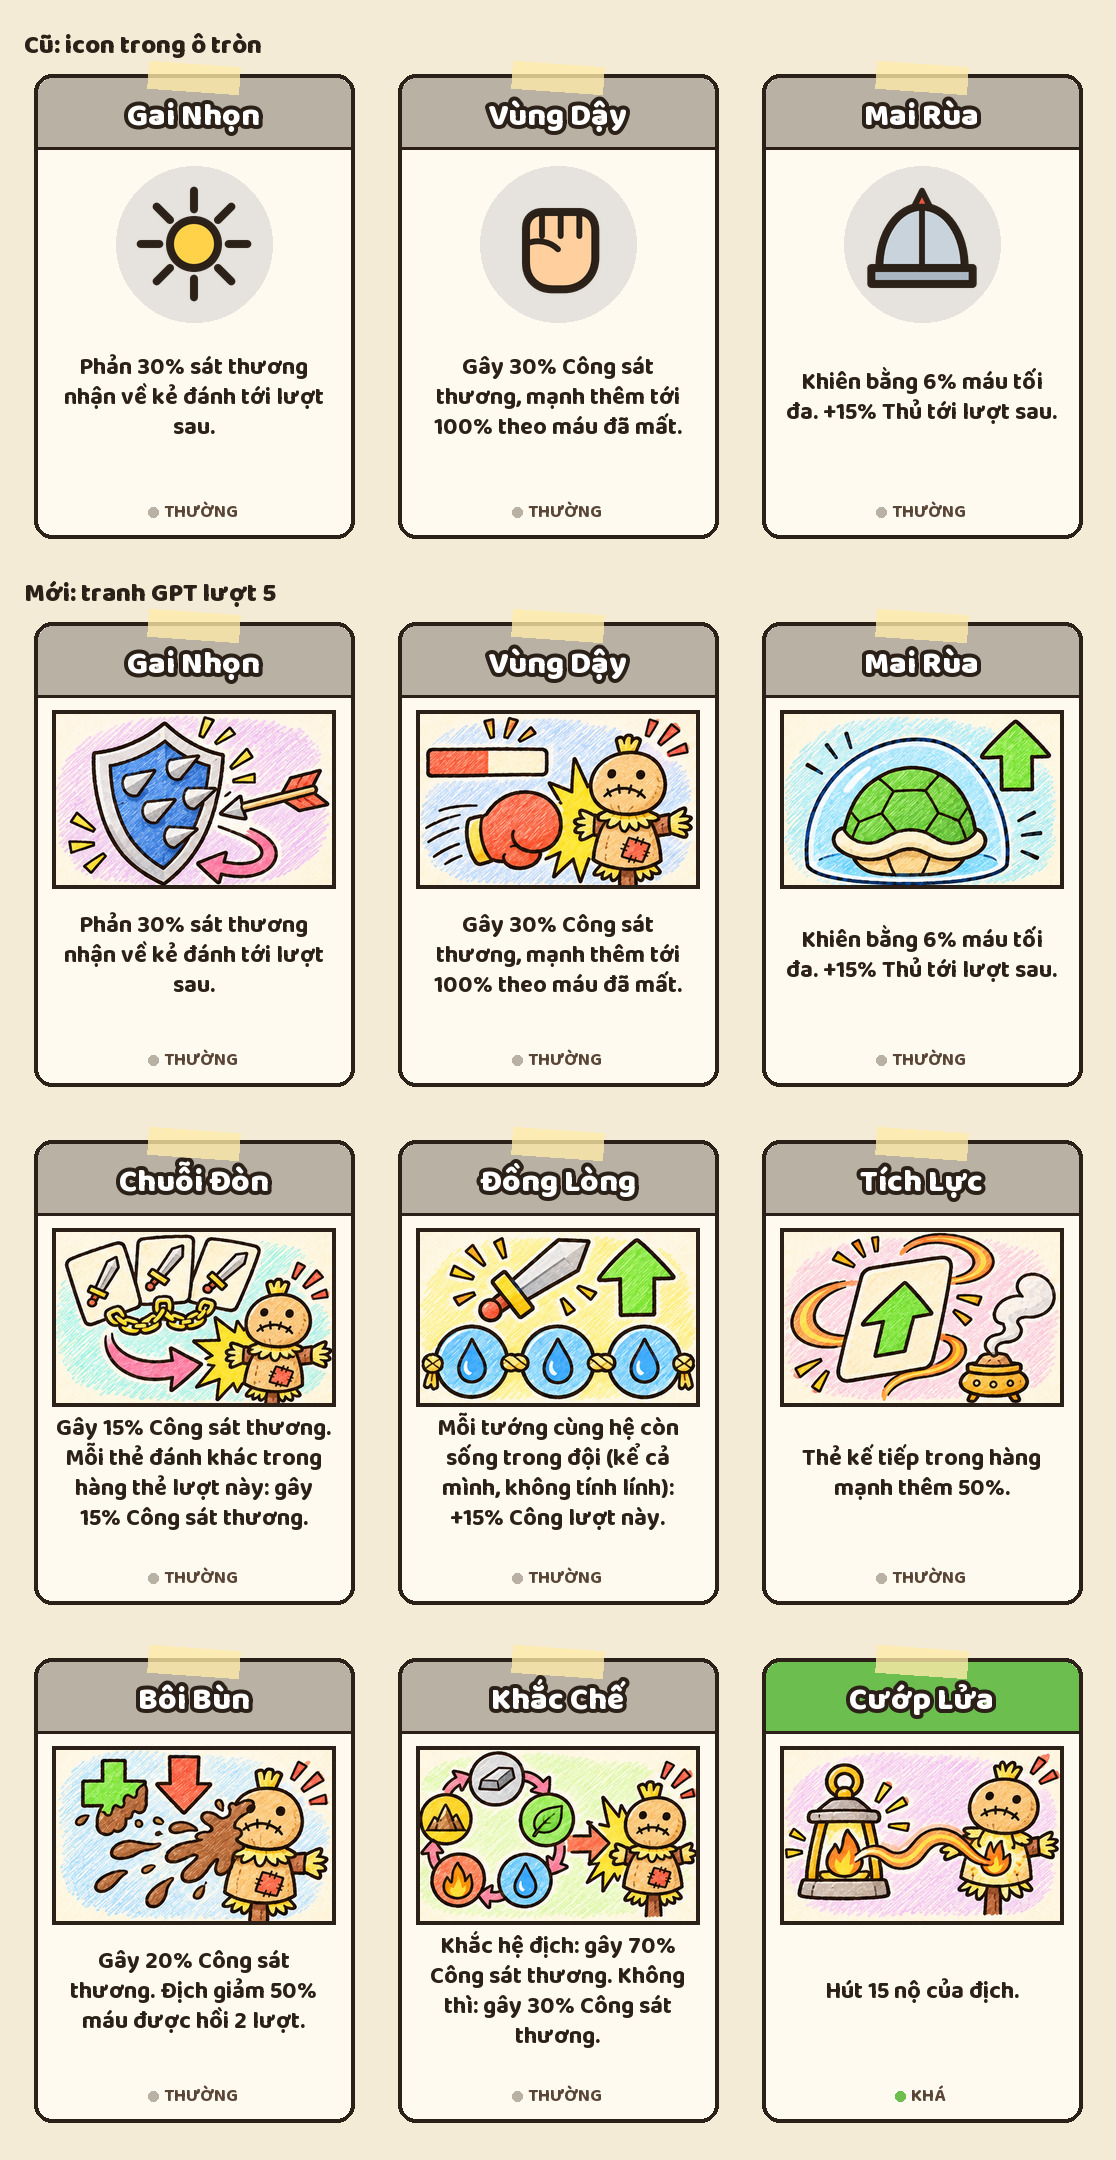 Cũ: icon trong ô tròn
Gai Nhọn
Vùng Dậy
Mai Rùa
Phản 30% sát thương
nhận về kẻ đánh tới lượt
sau.
Gây 30% Công sát
thương, mạnh thêm tới
100% theo máu đã mất.
Khiên bằng 6% máu tối
đa. +15% Thủ tới lượt sau.
THƯỜNG
THƯỜNG
THƯỜNG
Mới: tranh GPT lượt 5
Gai Nhọn
Vùng Dậy
Mai Rùa
Phản 30% sát thương
nhận về kẻ đánh tới lượt
sau.
Gây 30% Công sát
thương, mạnh thêm tới
100% theo máu đã mất.
Khiên bằng 6% máu tối
đa. +15% Thủ tới lượt sau.
THƯỜNG
THƯỜNG
THƯỜNG
Chuỗi Đòn
Đồng Lòng
Tích Lực
Gây 15% Công sát thương.
Mỗi thẻ đánh khác trong
hàng thẻ lượt này: gây
15% Công sát thương.
Mỗi tướng cùng hệ còn
sống trong đội (kể cả
mình, không tính lính):
+15% Công lượt này.
Thẻ kế tiếp trong hàng
mạnh thêm 50%.
THƯỜNG
THƯỜNG
THƯỜNG
Bôi Bùn
Khắc Chế
Cướp Lửa
Gây 20% Công sát
thương. Địch giảm 50%
máu được hồi 2 lượt.
Khắc hệ địch: gây 70%
Công sát thương. Không
thì: gây 30% Công sát
thương.
Hút 15 nộ của địch.
THƯỜNG
THƯỜNG
KHÁ